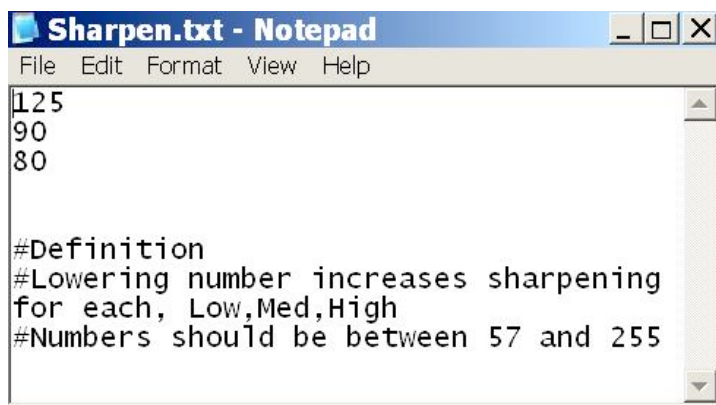 Sharpen.txt - Notepad
File Edit Format View Help
125
90
80
#Definition
#Lowering number increases sharpening
for each, Low,Med,High
#Numbers should be between 57 and 255